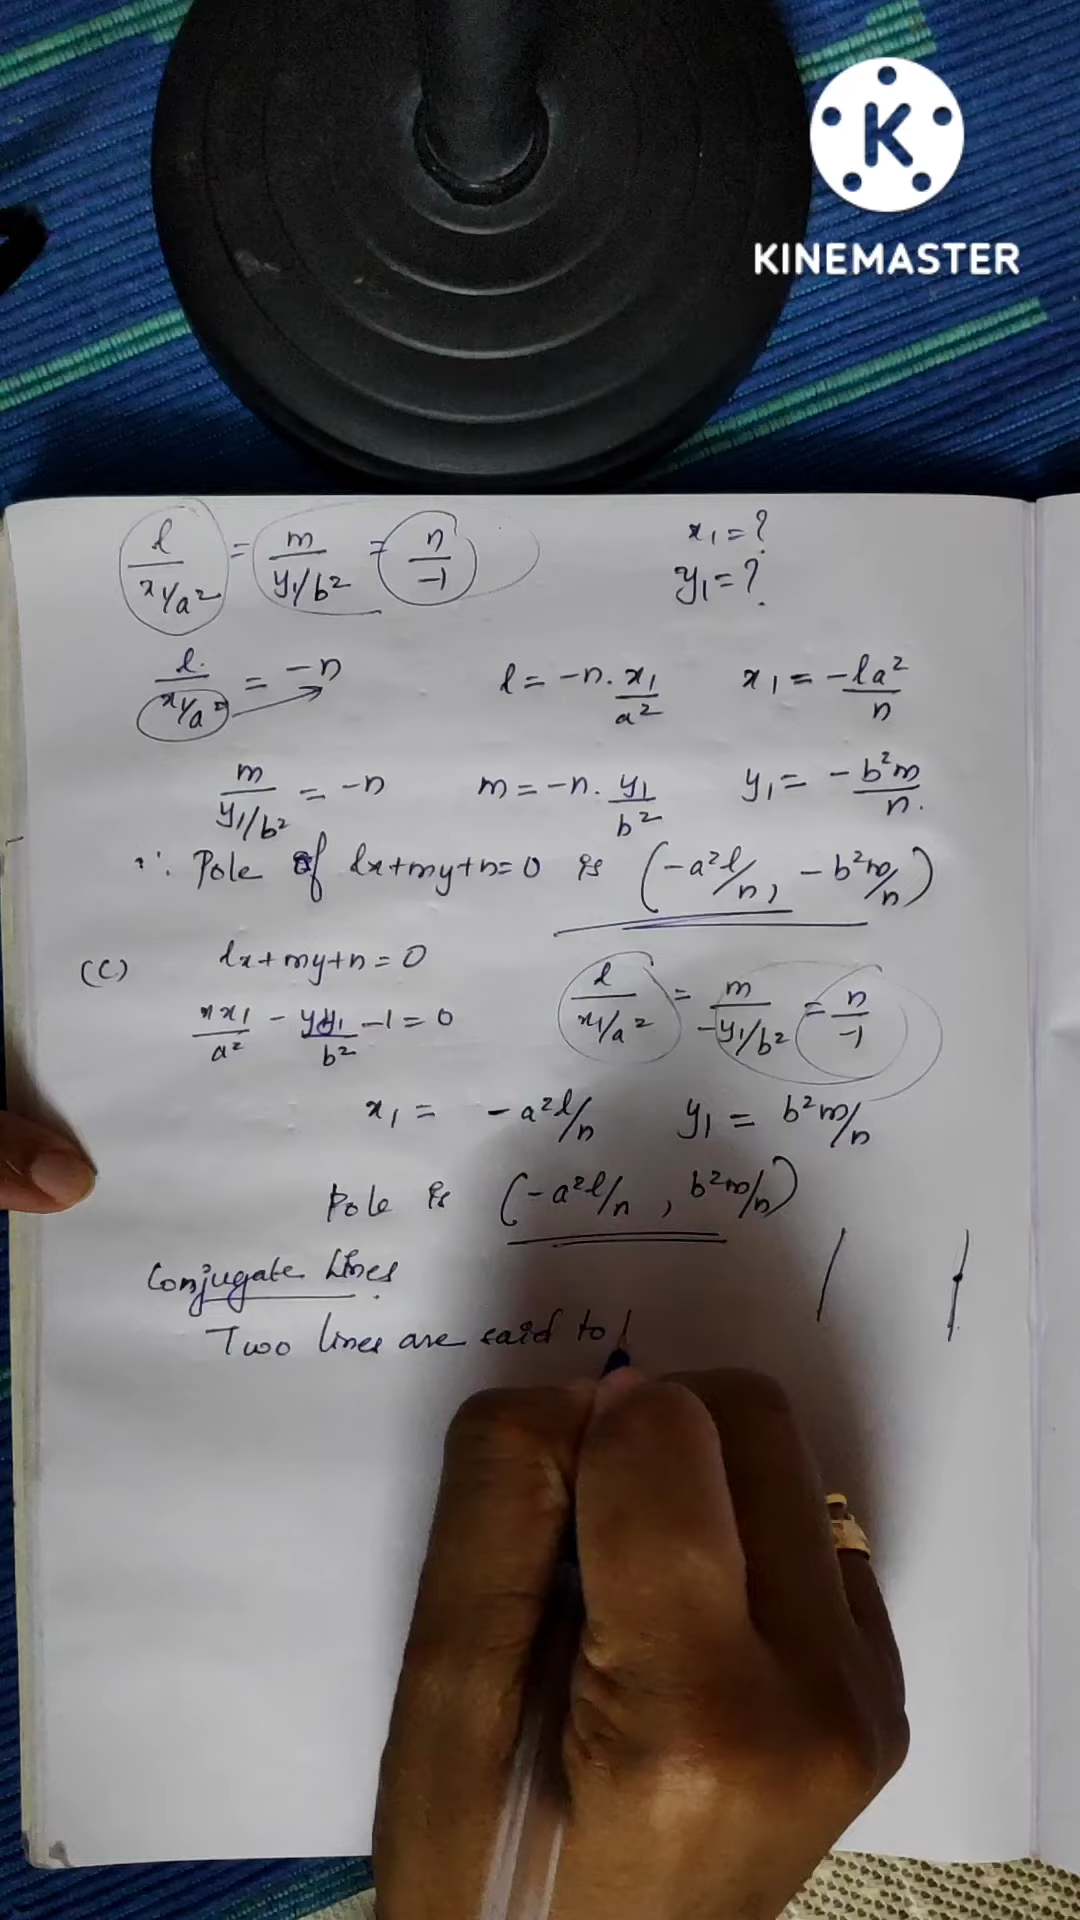 K
KINEMASTER
l/(x1/a²) = m/(y1/b²) = n/-1    x1 = ?
y1 = ?
l/(x1/a²) = -n    l = -n. x1/a²    x1 = -la²/n
m/(y1/b²) = -n    m = -n. y1/b²    y1 = -b²m/n.
∴ Pole of lx+my+n=0 is (-a²l/n, -b²m/n)
(C) lx+my+n=0
xx1/a² - yy1/b² -1=0    l/(x1/a²) = m/(-y1/b²) = n/-1
x1 = -a²l/n    y1 = b²m/n
Pole is (-a²l/n, b²m/n)
Conjugate Lines
Two lines are said to